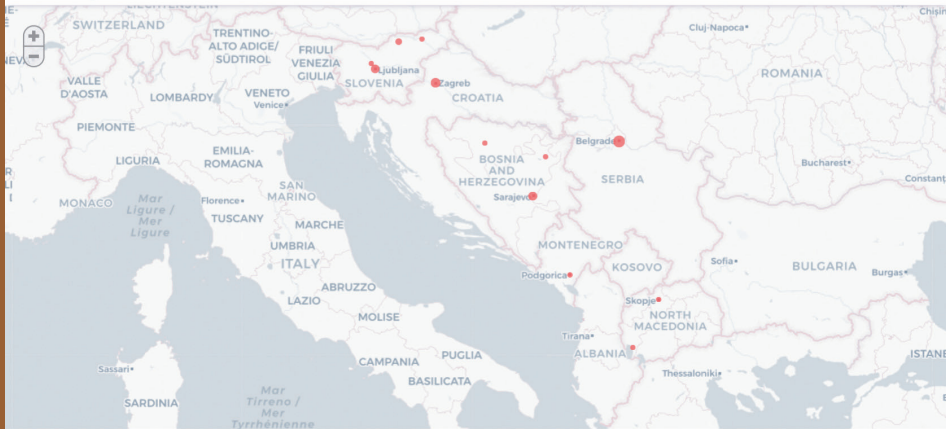 LIECHTENSTEIN
SWITZERLAND
TRENTINO-
ALTO ADIGE/
SÜDTIROL
FRIULI
VENEZIA
GIULIA
Ljubljana
SLOVENIA
Zagreb
CROATIA
Cluj-Napoca
ROMANIA
VALLE
D'AOSTA
LOMBARDY
VENETO
Venice
PIEMONTE
EMILIA-
ROMAGNA
LIGURIA
BOSNIA
AND
HERZEGOVINA
Sarajevo
Belgrade
SERBIA
Bucharest
MONACO
Mar
Ligure /
Mer
Ligure
Florence
TUSCANY
SAN
MARINO
MARCHE
UMBRIA
ITALY
MONTENEGRO
Podgorica
KOSOVO
Sofia
BULGARIA
Burgas
LAZIO
ABRUZZO
MOLISE
Skopje
NORTH
MACEDONIA
Tirana
ALBANIA
Thessaloniki
CAMPANIA
PUGLIA
BASILICATA
Sassari
SARDINIA
Mar
Tirreno /
Mer
Tyrrhénienne